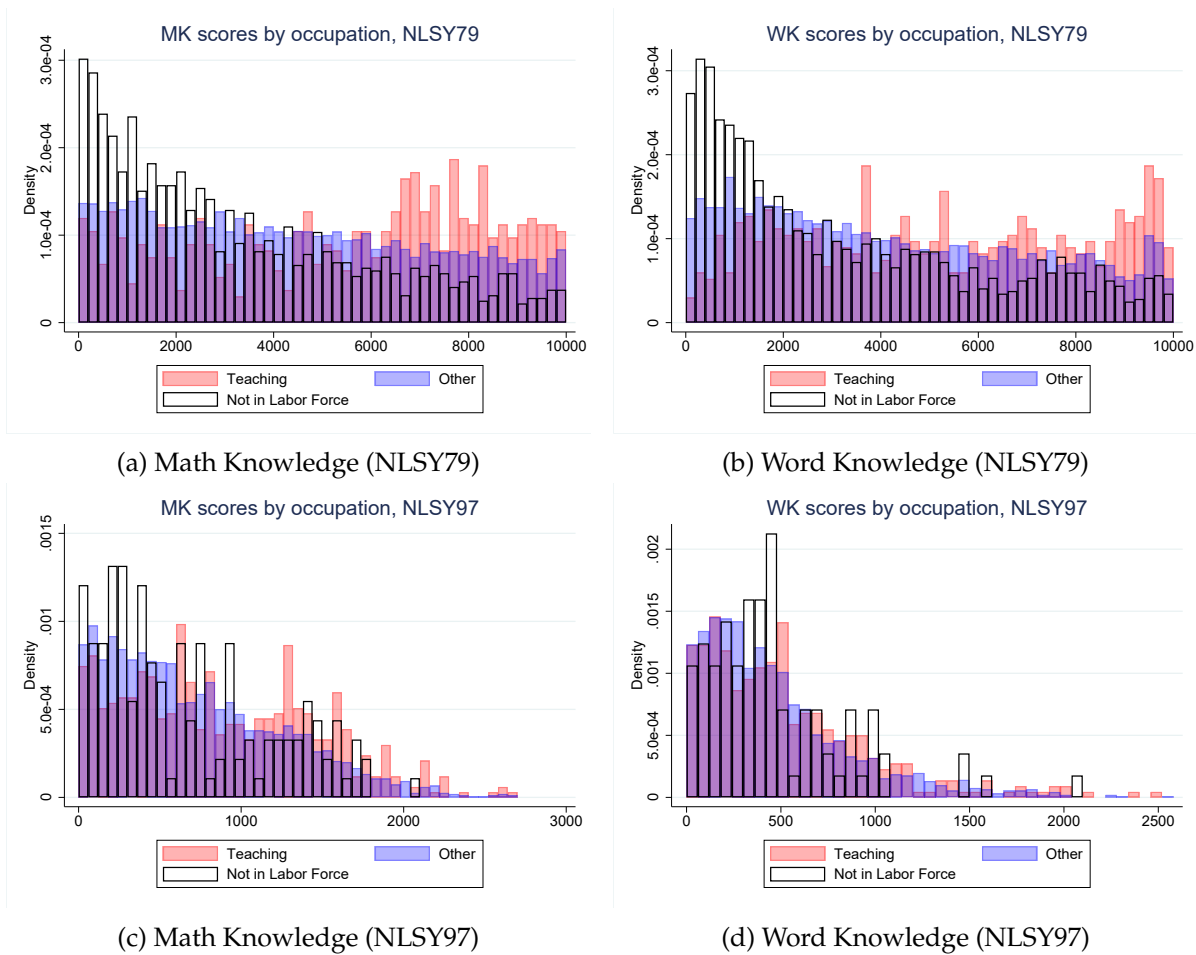 MK scores by occupation, NLSY79
Density
3.0e-04
2.0e-04
1.0e-04
0
0 2000 4000 6000 8000 10000
Teaching Other
Not in Labor Force
(a) Math Knowledge (NLSY79)
WK scores by occupation, NLSY79
Density
3.0e-04
2.0e-04
1.0e-04
0
0 2000 4000 6000 8000 10000
Teaching Other
Not in Labor Force
(b) Word Knowledge (NLSY79)
MK scores by occupation, NLSY97
Density
.0015
.001
5.0e-04
0
0 1000 2000 3000
Teaching Other
Not in Labor Force
(c) Math Knowledge (NLSY97)
WK scores by occupation, NLSY97
Density
.002
.0015
.001
5.0e-04
0
0 500 1000 1500 2000 2500
Teaching Other
Not in Labor Force
(d) Word Knowledge (NLSY97)